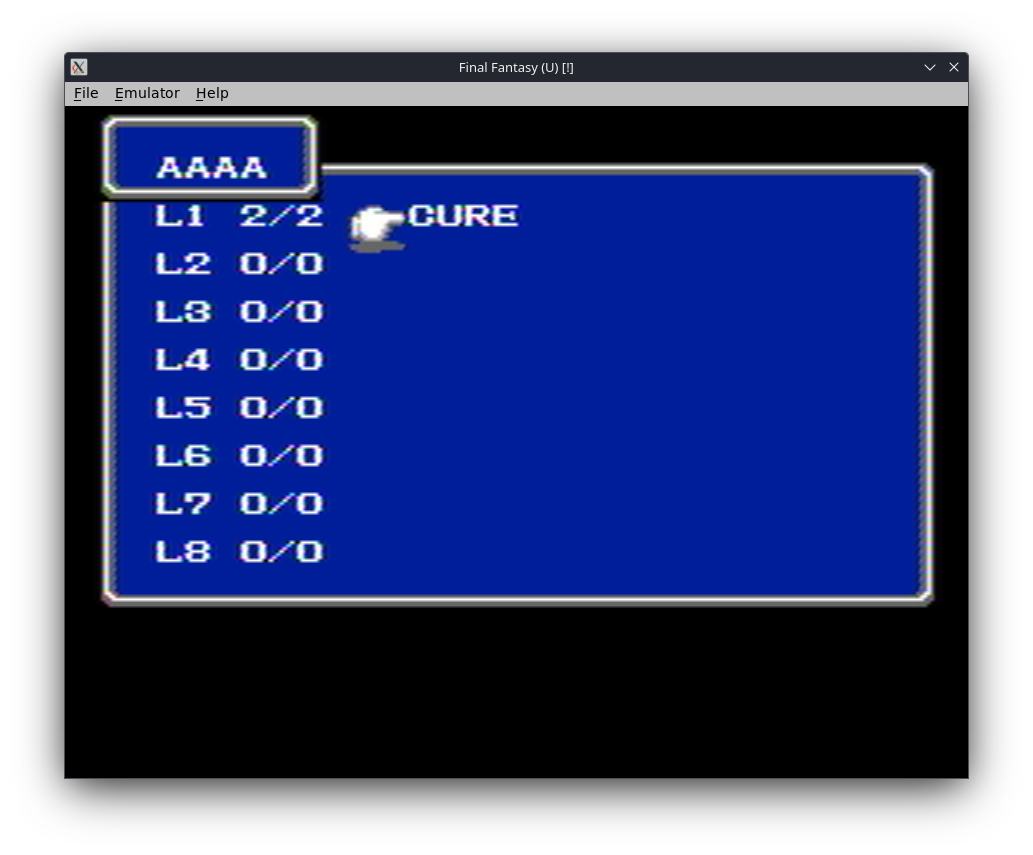 Final Fantasy (U) [!]
File Emulator Help
AAAA
L1 2/2 CURE
L2 0/0
L3 0/0
L4 0/0
L5 0/0
L6 0/0
L7 0/0
L8 0/0